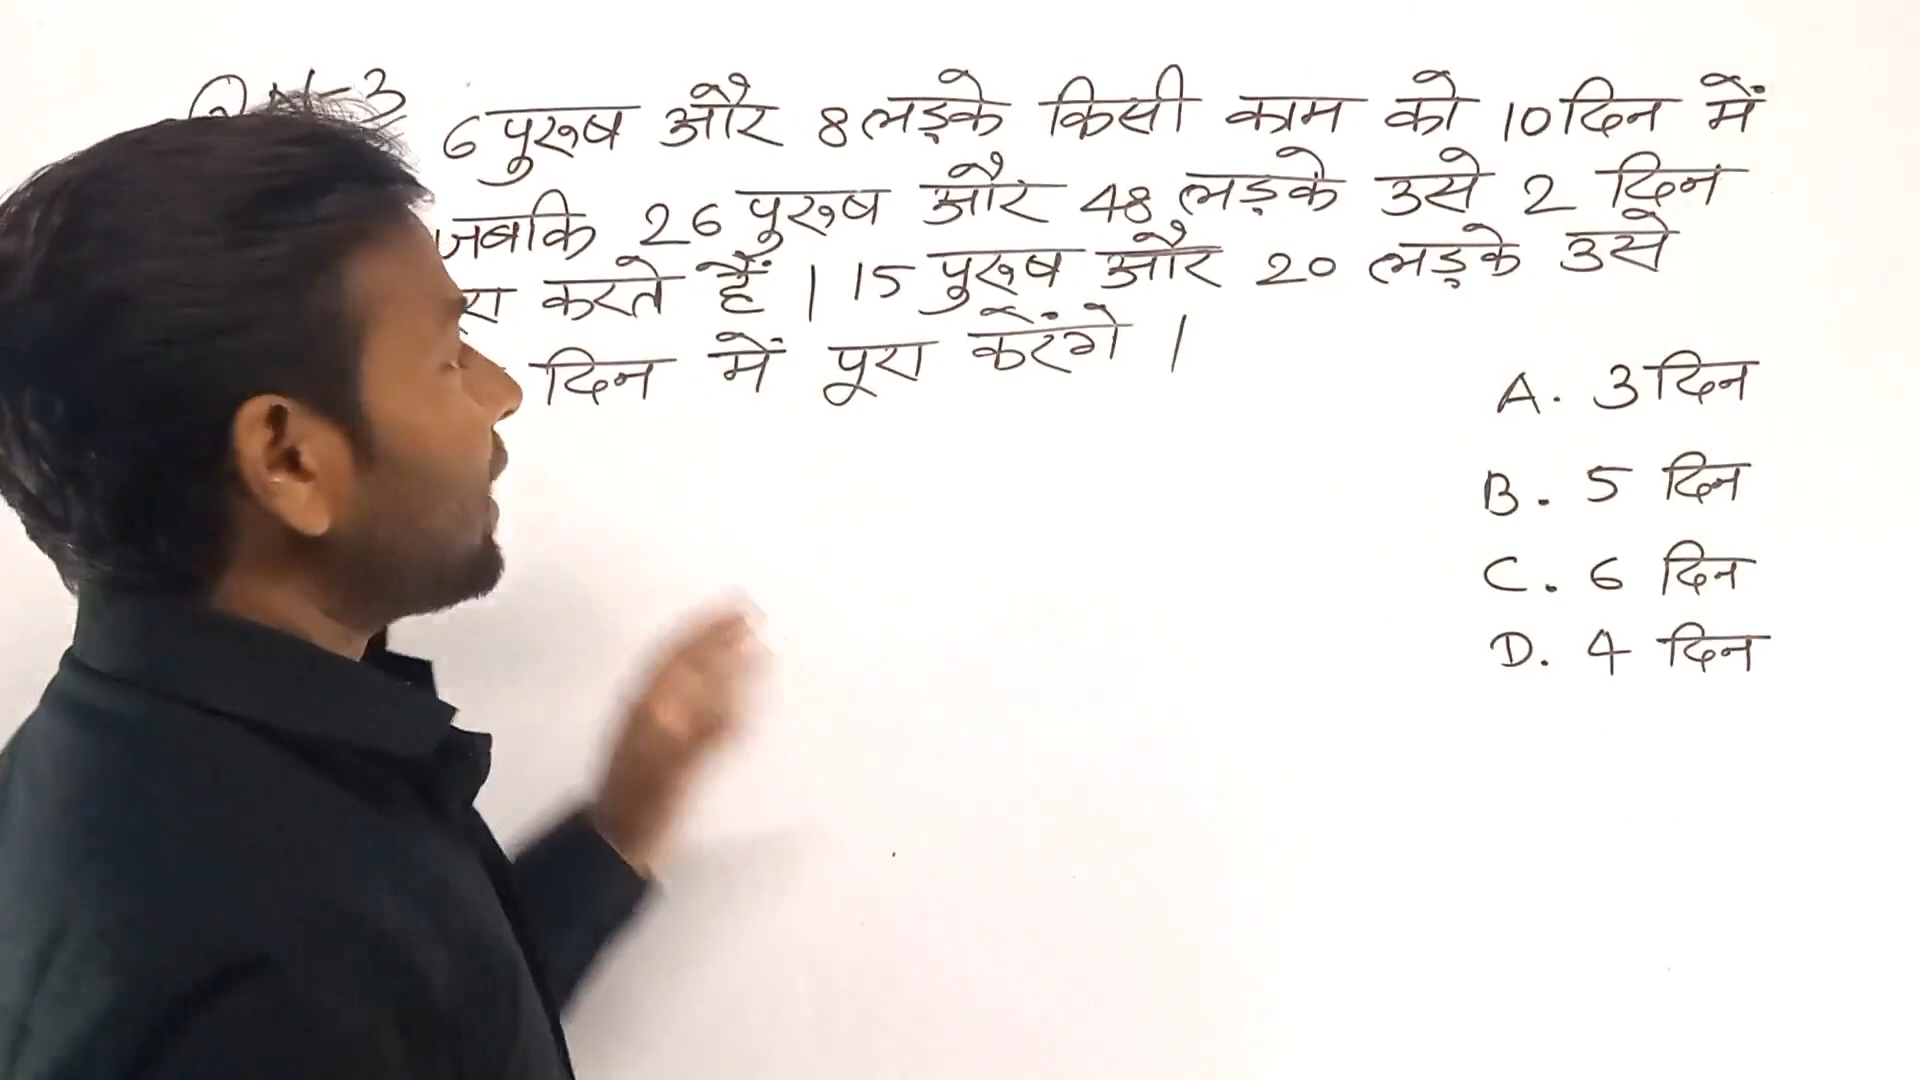 Q.N-3
6 पुरूष और 8 लड़के किसी काम को 10 दिन में
जबकि 26 पुरूष और 48 लड़के उसे 2 दिन
करते हैं । 15 पुरूष और 20 लड़के उसे
दिन में पूरा करेंगे ।
A. 3 दिन
B. 5 दिन
C. 6 दिन
D. 4 दिन